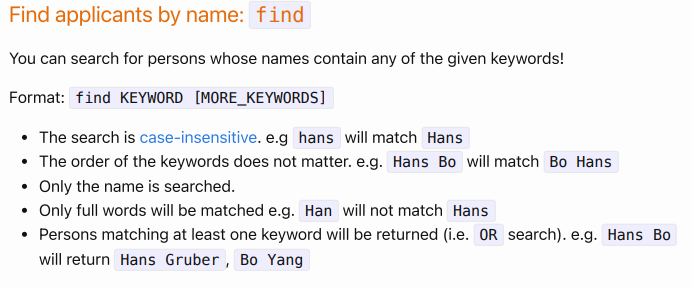 Find applicants by name: find
You can search for persons whose names contain any of the given keywords!
Format: find KEYWORD [MORE_KEYWORDS]
• The search is case-insensitive. e.g hans will match Hans
• The order of the keywords does not matter. e.g. Hans Bo will match Bo Hans
• Only the name is searched.
• Only full words will be matched e.g. Han will not match Hans
• Persons matching at least one keyword will be returned (i.e. OR search). e.g. Hans Bo
will return Hans Gruber, Bo Yang